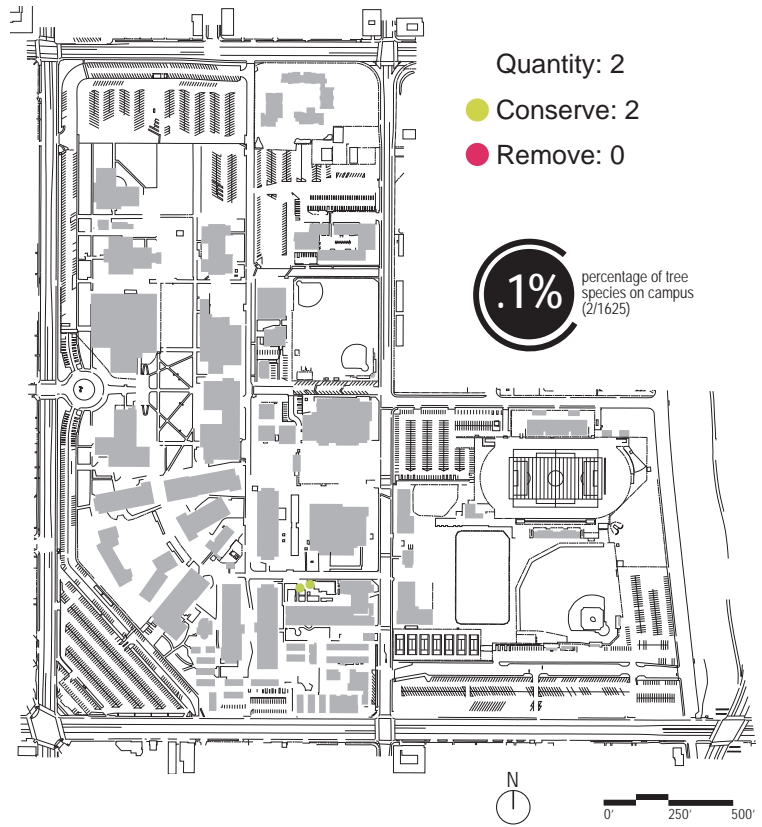 Quantity: 2
Conserve: 2
Remove: 0
.1%
percentage of tree
species on campus
(2/1625)
N
0' 250' 500'